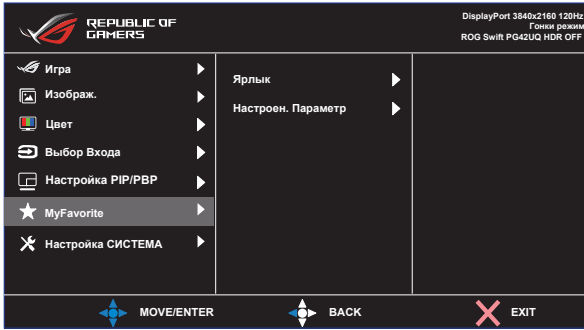 REPUBLIC OF
GAMERS
DisplayPort 3840x2160 120Hz
Гонки режим
ROG Swift PG42UQ HDR OFF
Игра
Изображ.
Цвет
Выбор Входа
Настройка PIP/PBP
MyFavorite
Настройка СИСТЕМА
Ярлык
Настроен. Параметр
MOVE/ENTER
BACK
EXIT